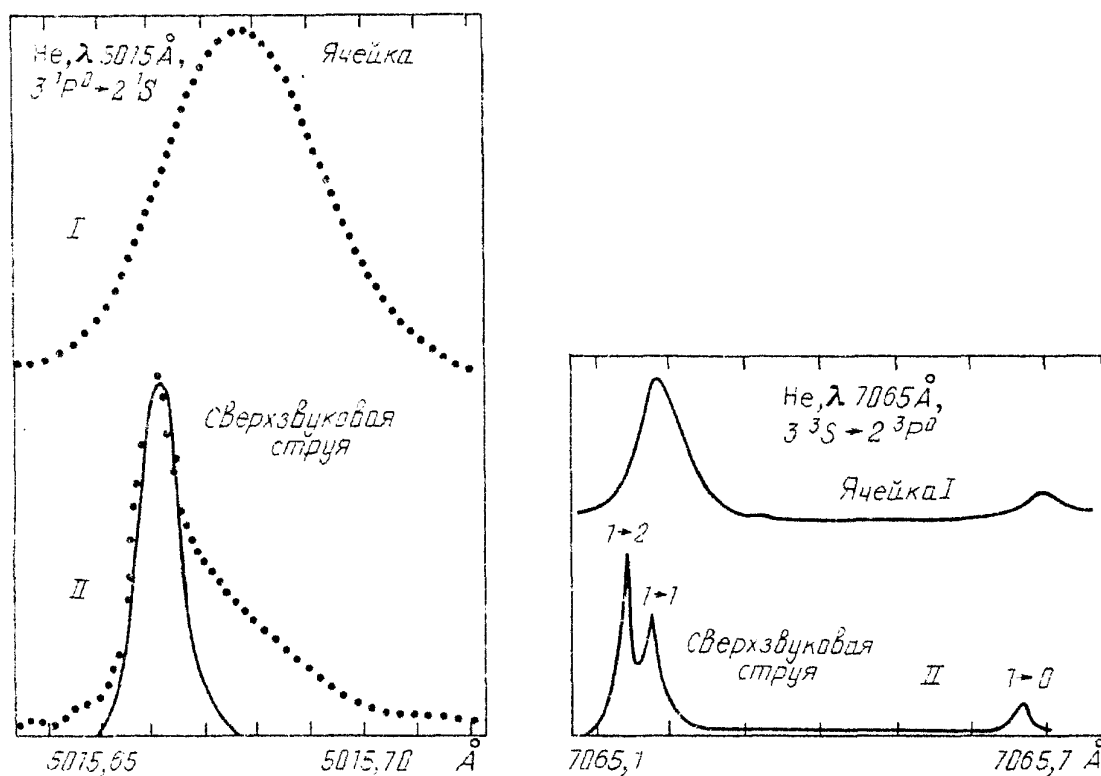 He, λ 5015 Å,
3 ¹P⁰→2 ¹S
Ячейка
I
Сверхзвуковая
струя
II
5015,65
5015,70
Å
He, λ 7065 Å,
3 ³S→2 ³P⁰
Ячейка I
1→2
1→1
Сверхзвуковая
струя
II
1→0
7065,1
7065,7 Å